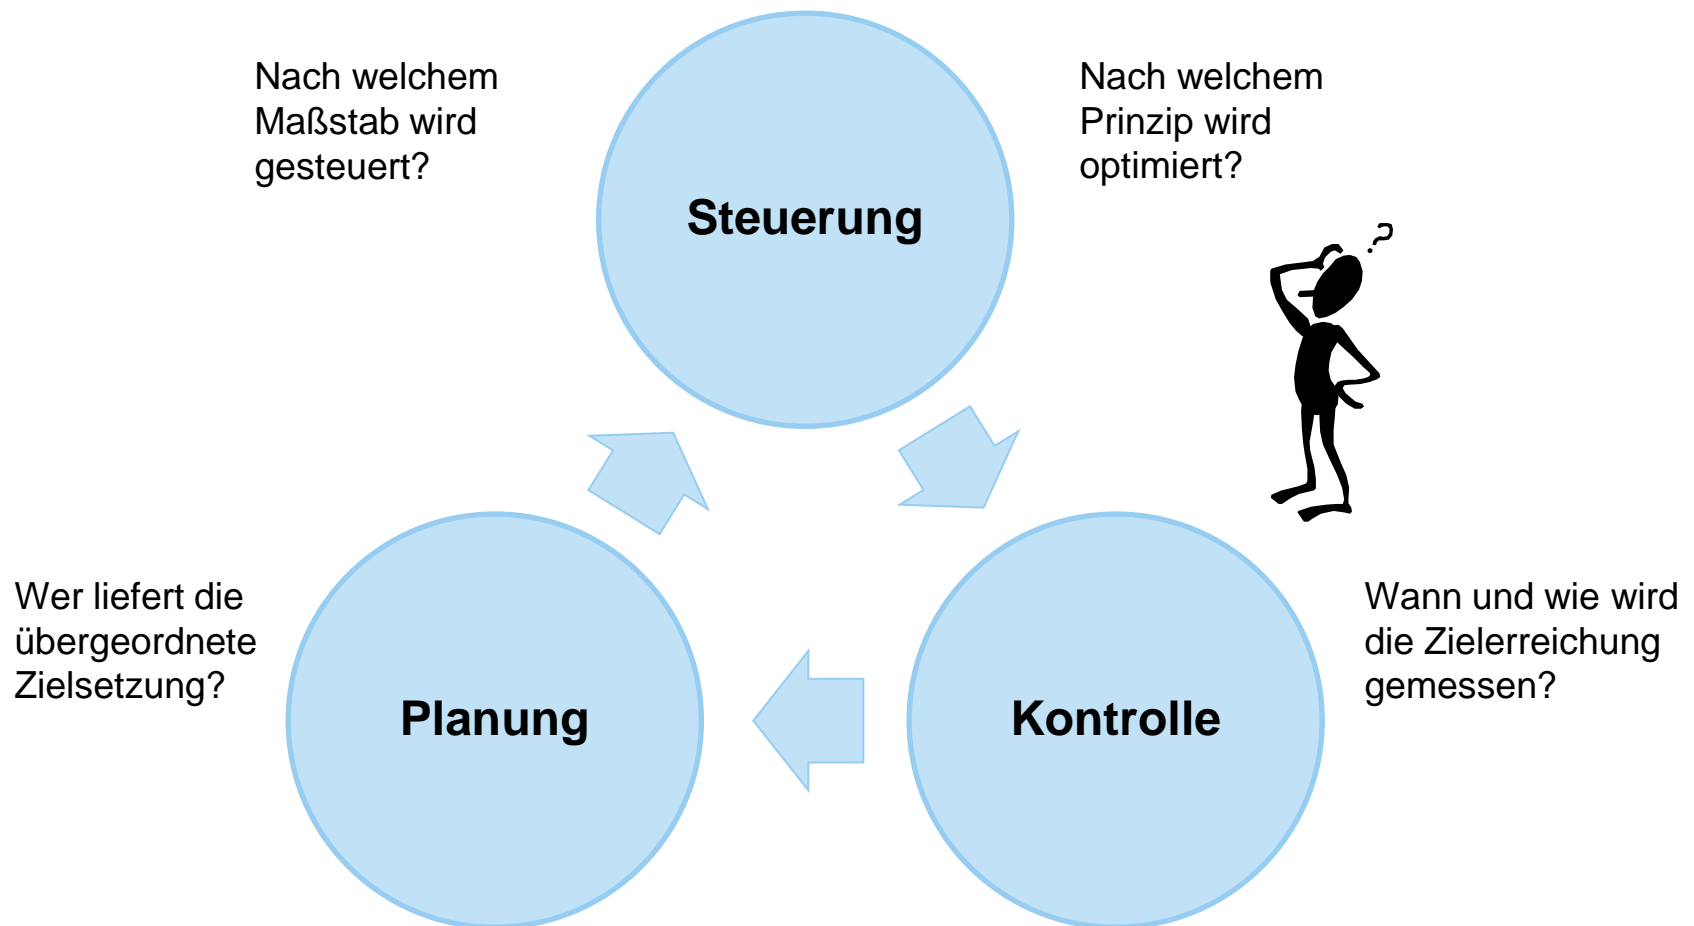 Nach welchem
Maßstab wird
gesteuert?
Nach welchem
Prinzip wird
optimiert?
Steuerung
?
Wer liefert die
übergeordnete
Zielsetzung?
Planung
Kontrolle
Wann und wie wird
die Zielerreichung
gemessen?